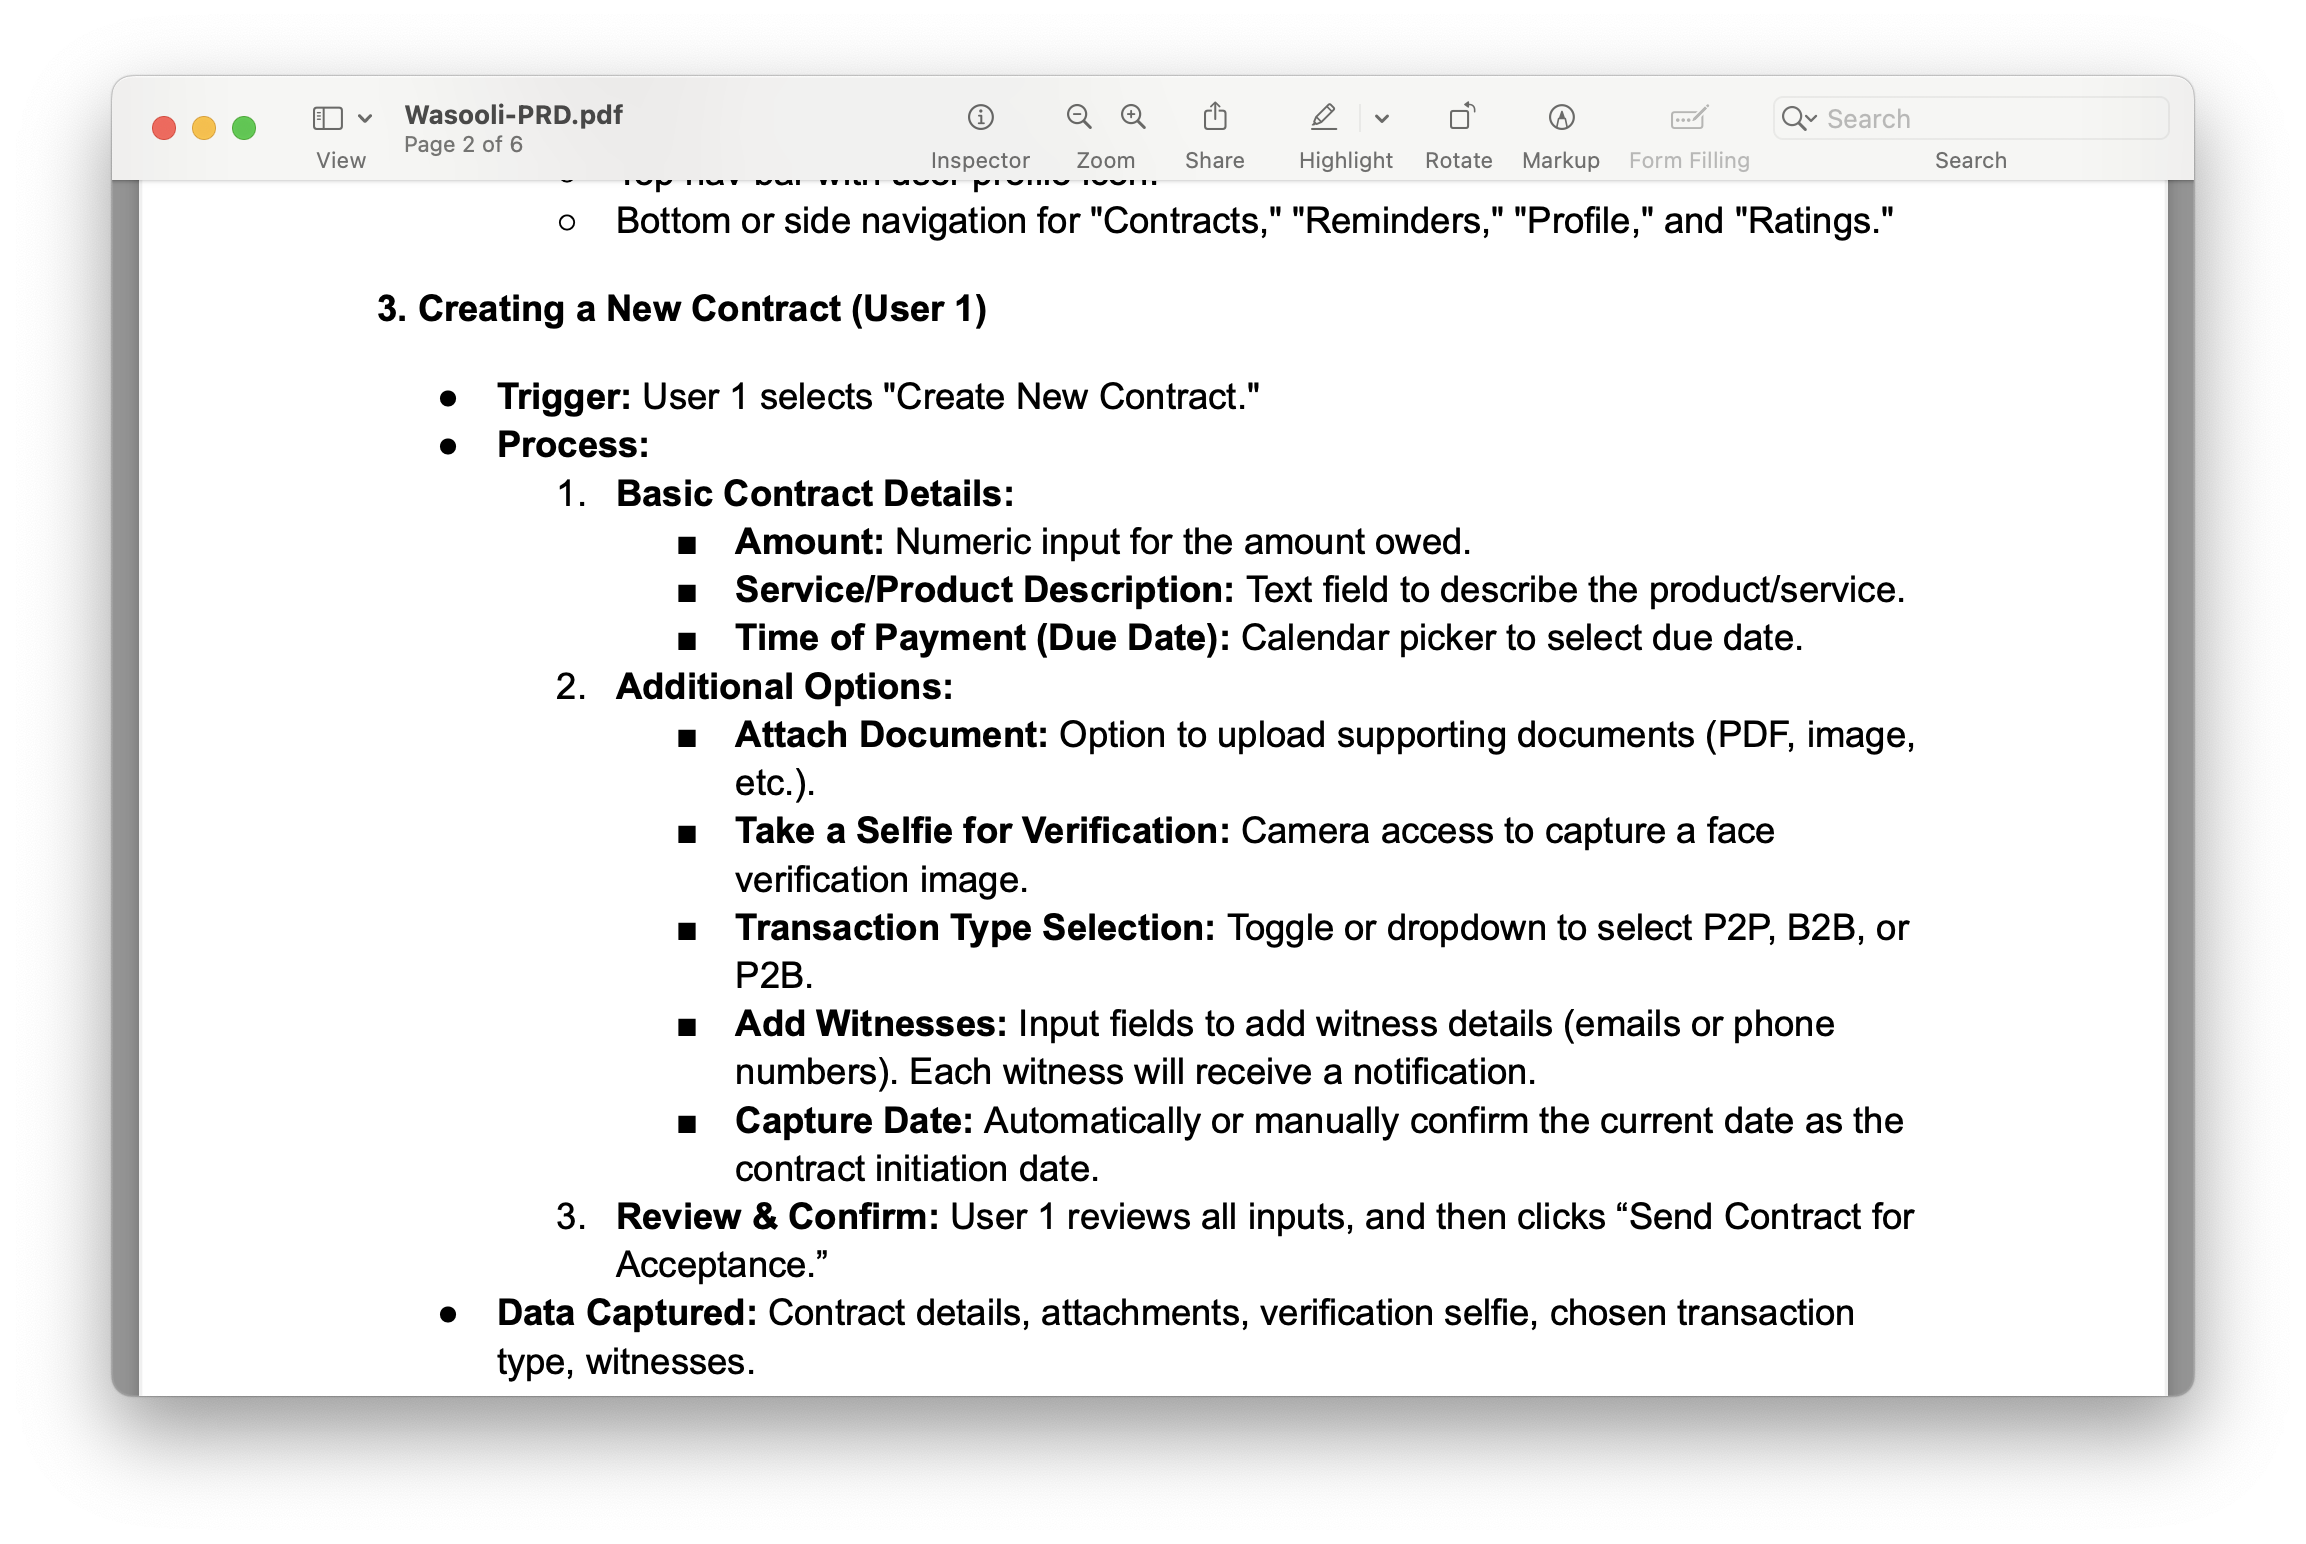 Wasooli-PRD.pdf
Page 2 of 6
View
Inspector
Zoom
Share
Highlight
Rotate
Markup
Form Filling
Search
Search
Top nav bar with user profile icon.
○ Bottom or side navigation for "Contracts," "Reminders," "Profile," and "Ratings."
3. Creating a New Contract (User 1)
● Trigger: User 1 selects "Create New Contract."
● Process:
1. Basic Contract Details:
■ Amount: Numeric input for the amount owed.
■ Service/Product Description: Text field to describe the product/service.
■ Time of Payment (Due Date): Calendar picker to select due date.
2. Additional Options:
■ Attach Document: Option to upload supporting documents (PDF, image,
etc.).
■ Take a Selfie for Verification: Camera access to capture a face
verification image.
■ Transaction Type Selection: Toggle or dropdown to select P2P, B2B, or
P2B.
■ Add Witnesses: Input fields to add witness details (emails or phone
numbers). Each witness will receive a notification.
■ Capture Date: Automatically or manually confirm the current date as the
contract initiation date.
3. Review & Confirm: User 1 reviews all inputs, and then clicks “Send Contract for
Acceptance.”
● Data Captured: Contract details, attachments, verification selfie, chosen transaction
type, witnesses.